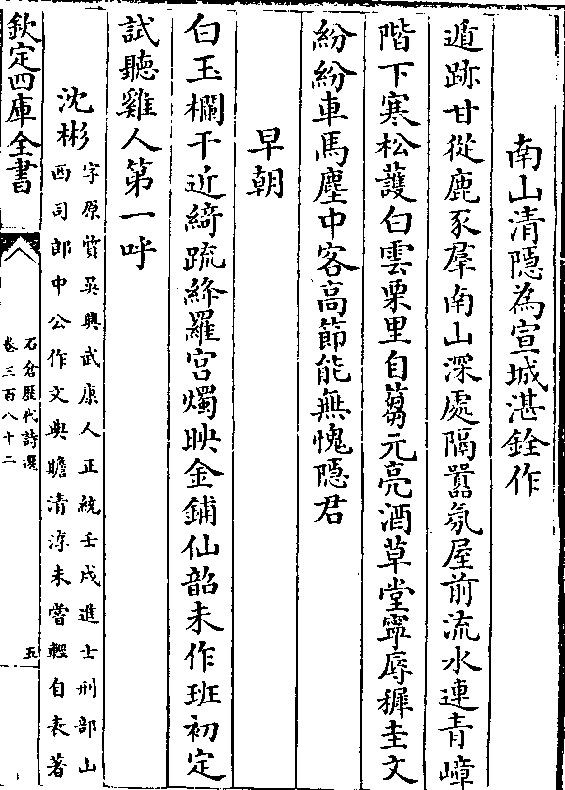 南山清隱為宣城湛銓作
遁跡甘從鹿豕羣南山深處隔囂氛屋前流水連青嶂
階下寒松䕶白雲栗里自蒭元亮酒草堂寧辱穉圭文
紛紛車馬塵中客高節能無愧隱君
早朝
白玉欄干近綺疏絳羅宫燭映金鋪仙韶未作班初定
試聽雞人第一呼
沈彬
字原質吳興武康人正統壬戌進士刑部山
西司郎中公作文典贍清淳未嘗輕自表著
欽定四庫全書
石倉歷代詩選
卷三百八十二
五